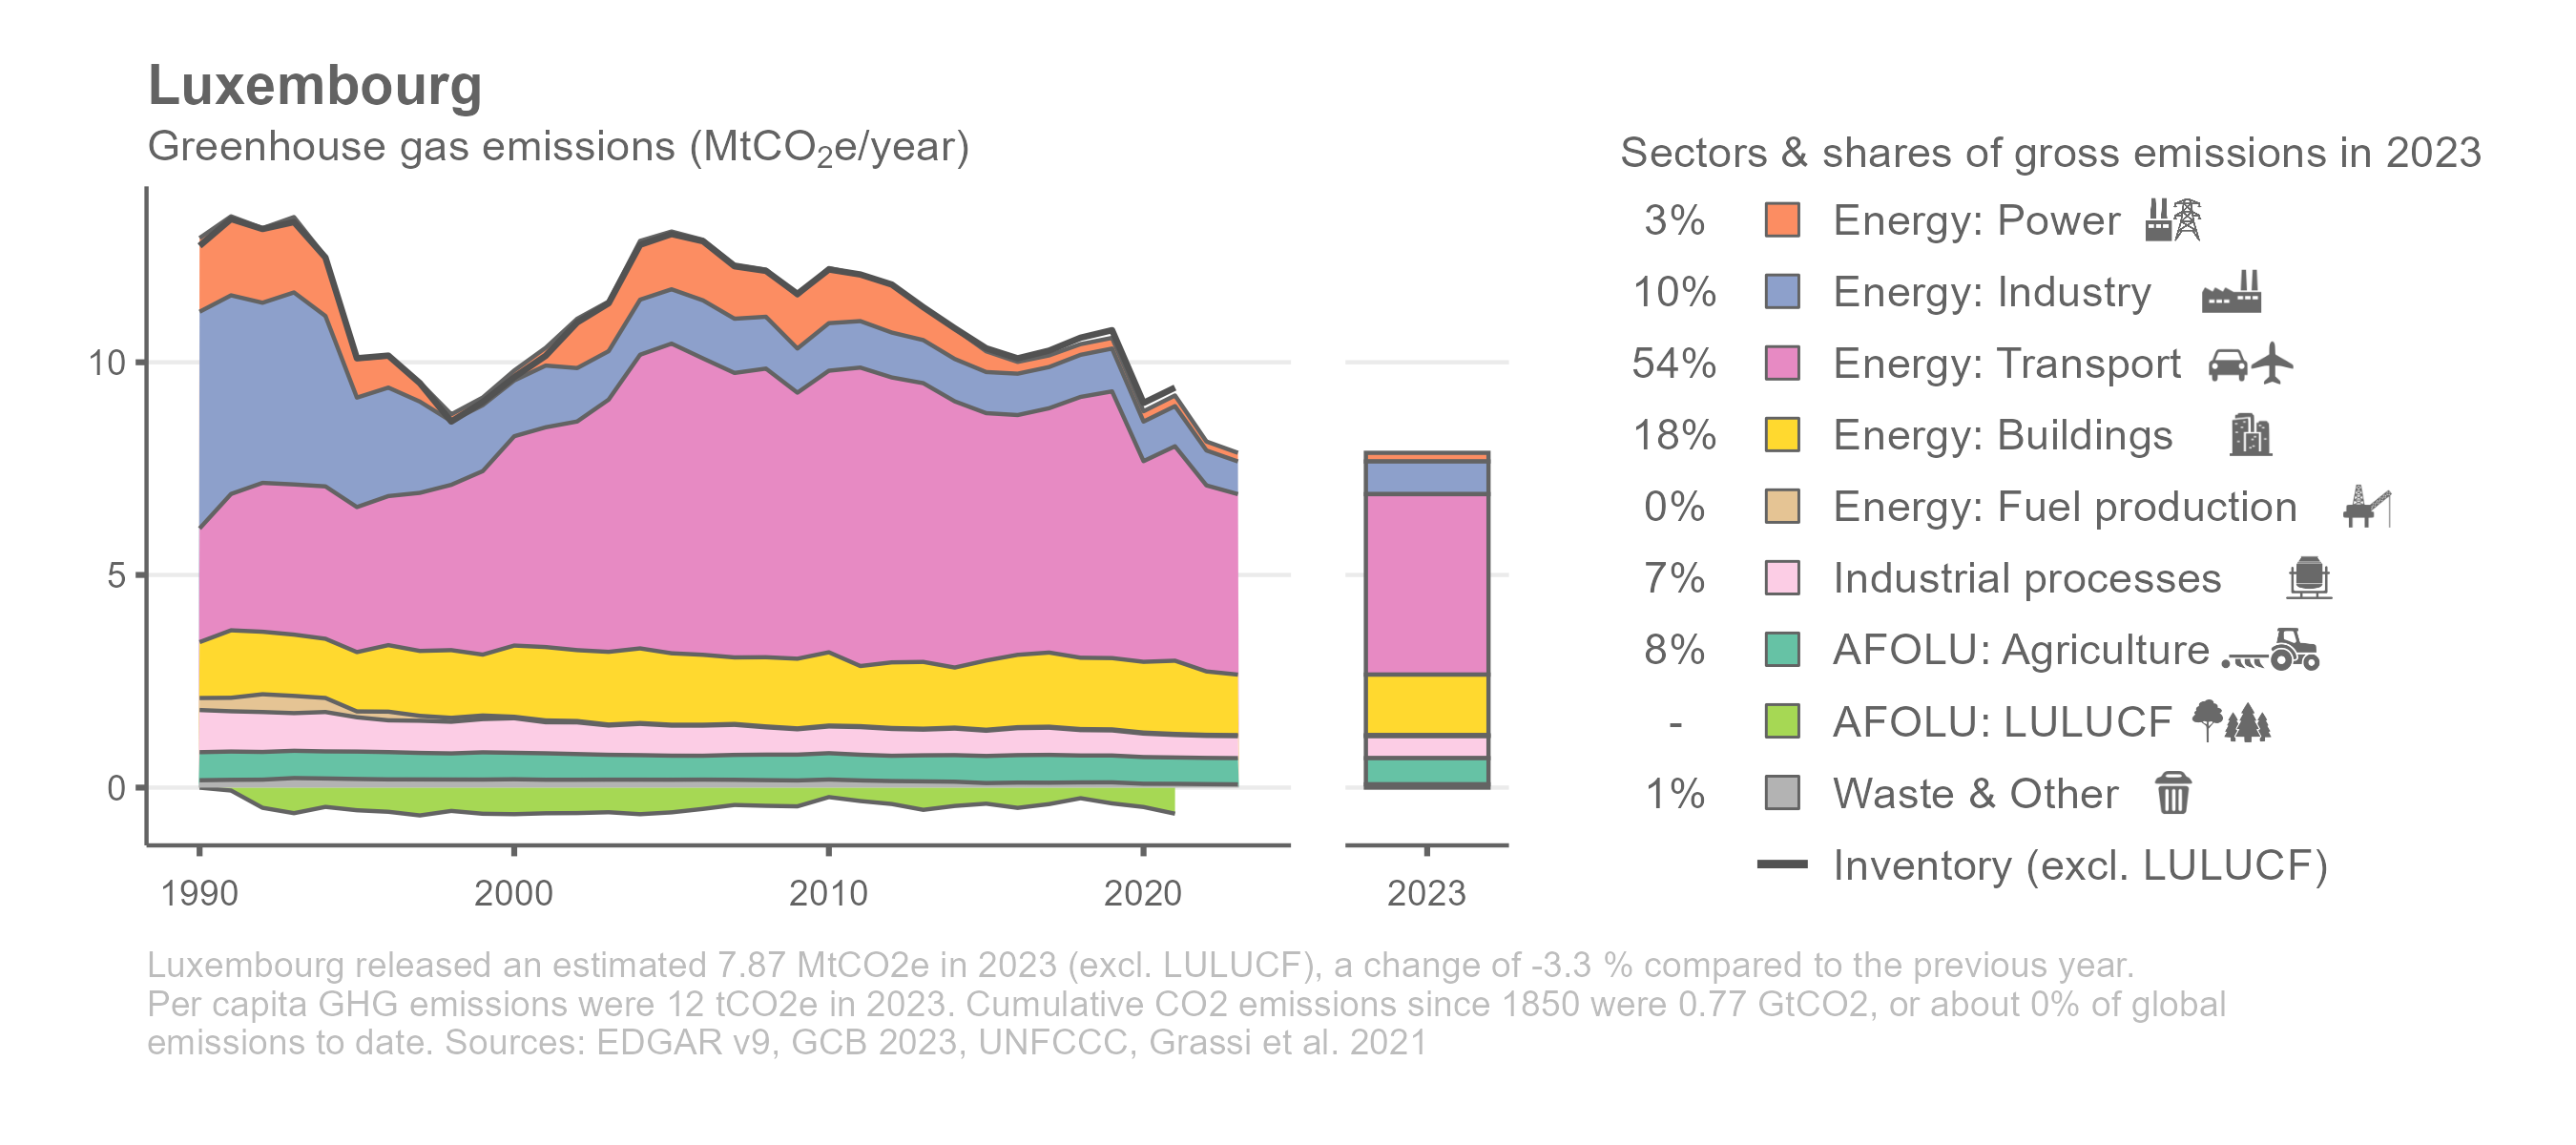 Luxembourg
Greenhouse gas emissions (MtCO₂e/year)
Sectors & shares of gross emissions in 2023
3% Energy: Power
10% Energy: Industry
54% Energy: Transport
18% Energy: Buildings
0% Energy: Fuel production
7% Industrial processes
8% AFOLU: Agriculture
- AFOLU: LULUCF
1% Waste & Other
Inventory (excl. LULUCF)
10
5
0
1990 2000 2010 2020 2023
Luxembourg released an estimated 7.87 MtCO2e in 2023 (excl. LULUCF), a change of -3.3 % compared to the previous year.
Per capita GHG emissions were 12 tCO2e in 2023. Cumulative CO2 emissions since 1850 were 0.77 GtCO2, or about 0% of global
emissions to date. Sources: EDGAR v9, GCB 2023, UNFCCC, Grassi et al. 2021